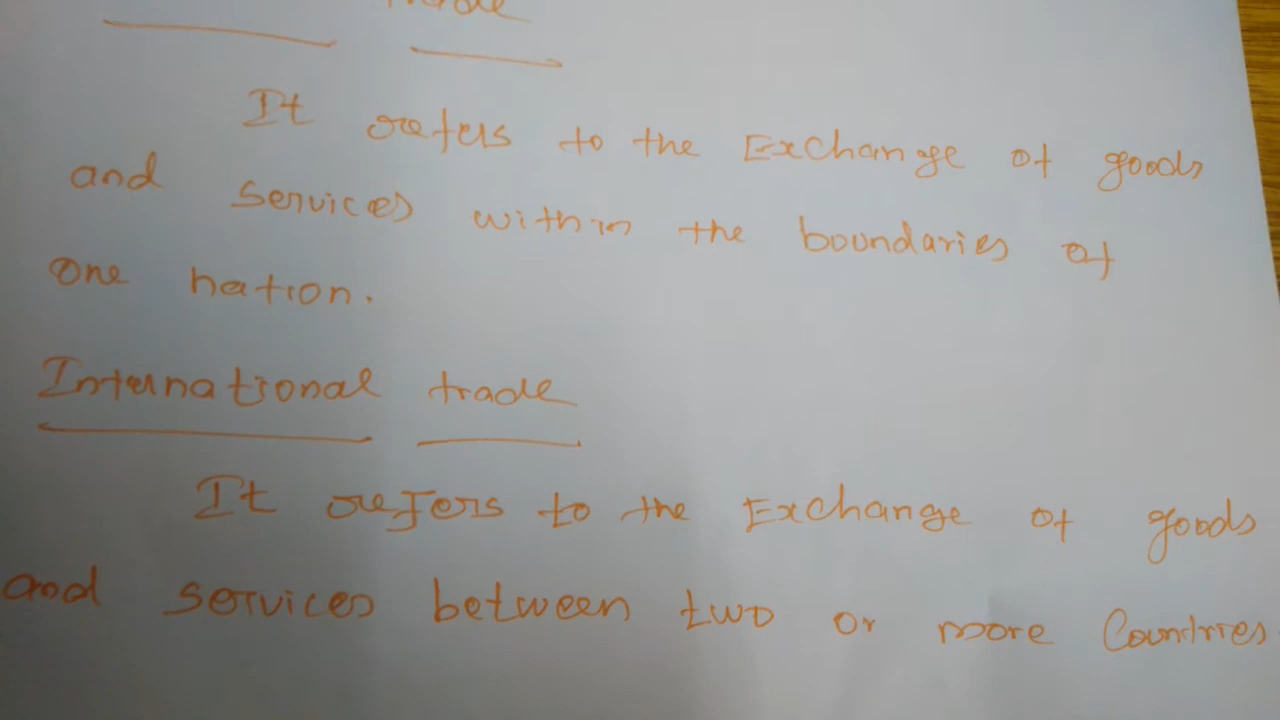 trade
It refers to the Exchange of goods
and services within the boundaries of
one nation.
International trade
It refers to the Exchange of goods
and services between two or more Countries